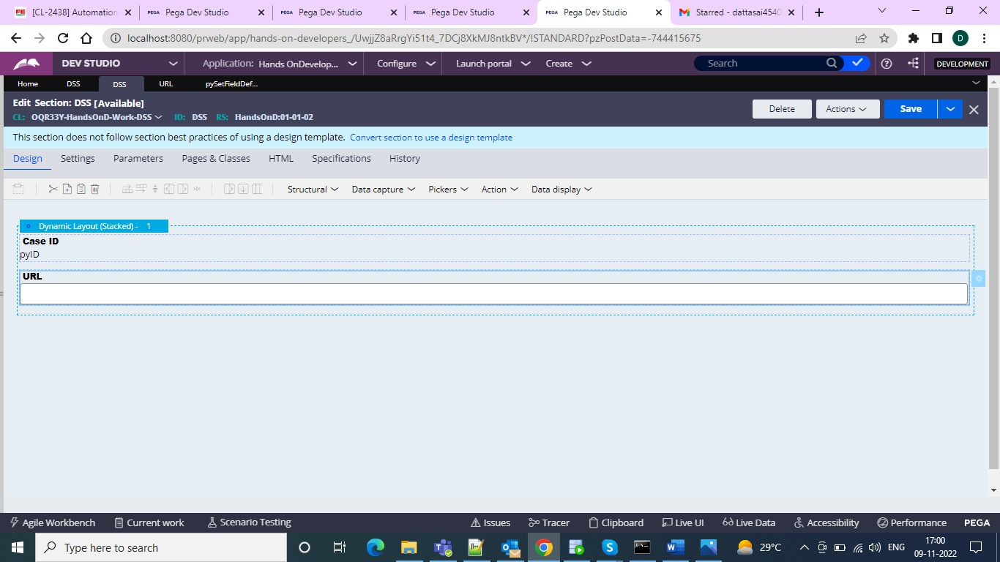 [CL-2438] Automation
PEGA Pega Dev Studio
PEGA Pega Dev Studio
PEGA Pega Dev Studio
PEGA Pega Dev Studio
Starred - dattasai4540
localhost:8080/prweb/app/hands-on-developers_/UwjjZ8aRrgYi51t4_7DCj8XkMJ8ntkBV*/!STANDARD?pzPostData=-744415675
D
DEV STUDIO Application: Hands OnDevelop... Configure Launch portal Create Search DEVELOPMENT
Home DSS DSS URL pySetFieldDef...
Edit Section: DSS [Available]
CL: OQR33Y-HandsOnD-Work-DSS ID: DSS RS: HandsOnD:01-01-02
Delete Actions Save
This section does not follow section best practices of using a design template. Convert section to use a design template
Design Settings Parameters Pages & Classes HTML Specifications History
Structural Data capture Pickers Action Data display
Dynamic Layout (Stacked) - 1
Case ID
pyID
URL
Agile Workbench Current work Scenario Testing Issues Tracer Clipboard Live UI Live Data Accessibility Performance PEGA
Type here to search
29°C
ENG
17:00
09-11-2022